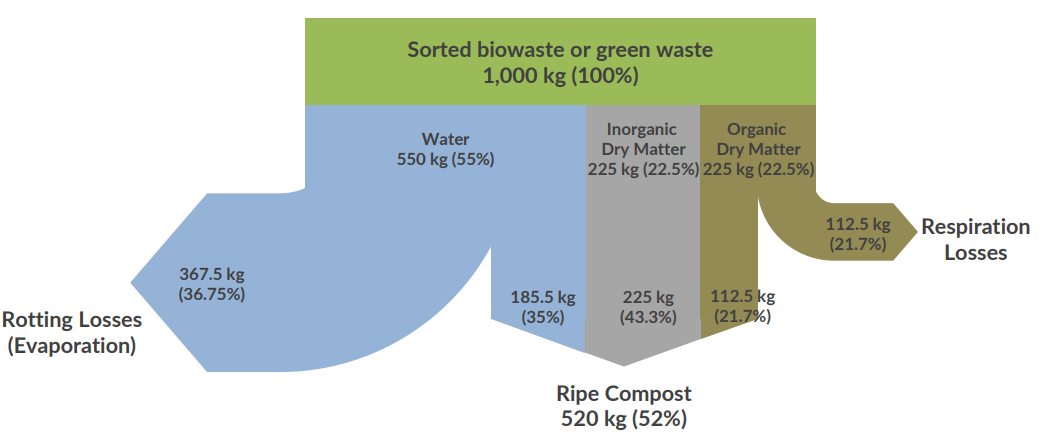 Sorted biowaste or green waste
1,000 kg (100%)
Water
550 kg (55%)
Inorganic
Dry Matter
225 kg (22.5%)
Organic
Dry Matter
225 kg (22.5%)
112.5 kg
(21.7%)
Respiration
Losses
367.5 kg
(36.75%)
Rotting Losses
(Evaporation)
185.5 kg
(35%)
225 kg
(43.3%)
112.5 kg
(21.7%)
Ripe Compost
520 kg (52%)